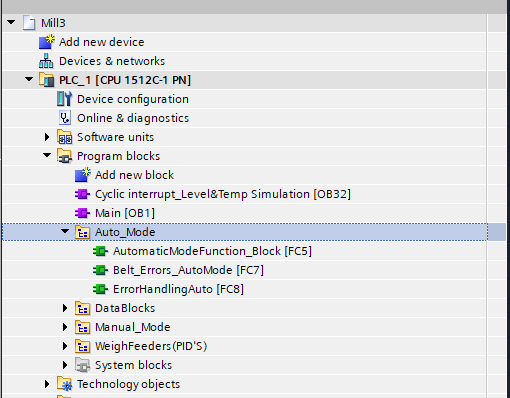 Mill3
Add new device
Devices & networks
PLC_1 [CPU 1512C-1 PN]
Device configuration
Online & diagnostics
Software units
Program blocks
Add new block
Cyclic interrupt_Level&Temp Simulation [OB32]
Main [OB1]
Auto_Mode
AutomaticModeFunction_Block [FC5]
Belt_Errors_AutoMode [FC7]
ErrorHandlingAuto [FC8]
DataBlocks
Manual_Mode
WeighFeeders(PID'S)
System blocks
Technology objects